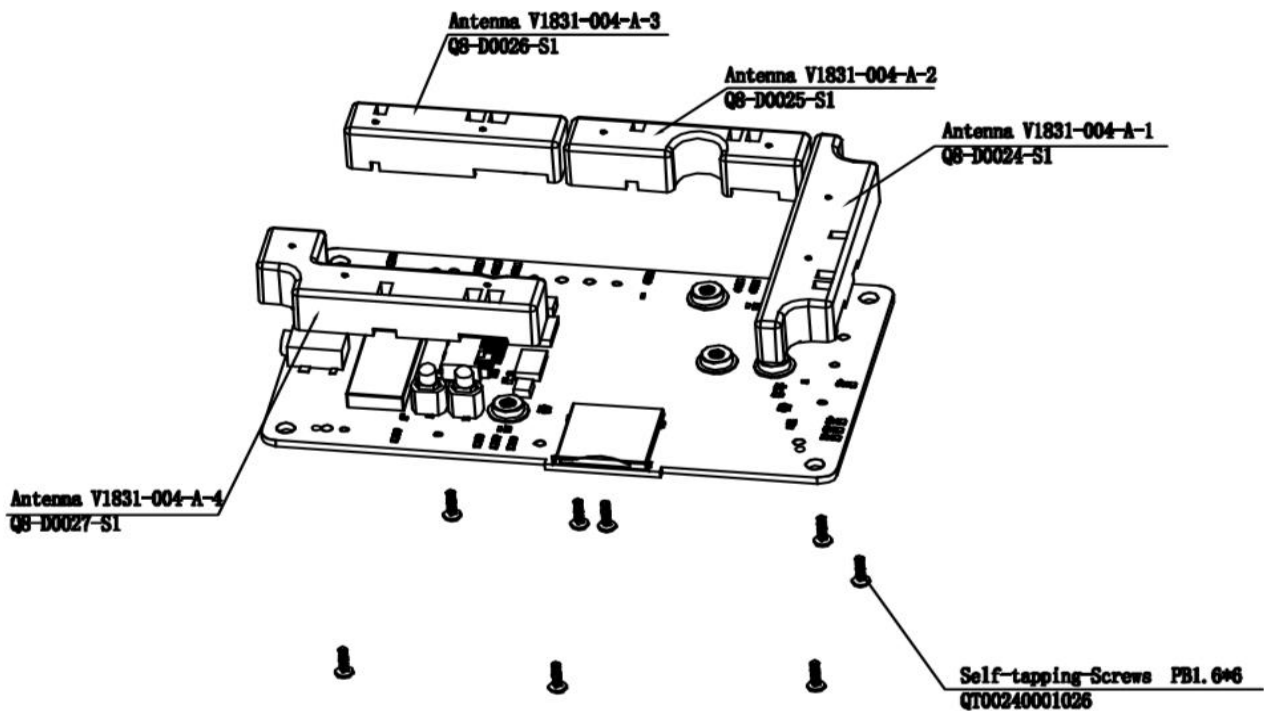 Antenna V1831-004-A-3
Q8-D0026-S1
Antenna V1831-004-A-2
Q8-D0025-S1
Antenna V1831-004-A-1
Q8-D0024-S1
Antenna V1831-004-A-4
Q8-D0027-S1
Self-tapping-Screws PB1.6*6
QT00240001026